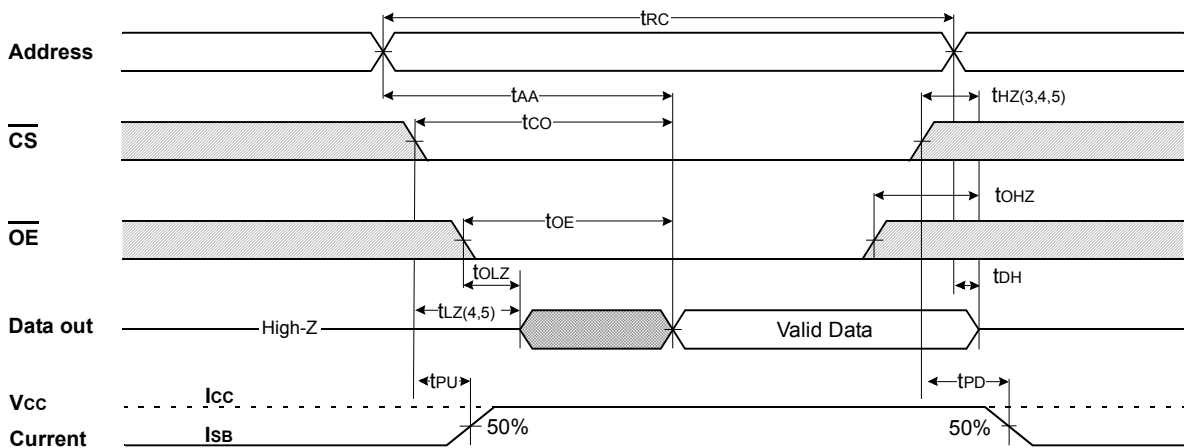 tRC
Address
tAA
tHZ(3,4,5)
CS
tCO
tOHZ
OE
tOE
tOLZ
tDH
tLZ(4,5)
Data out
High-Z
Valid Data
tPU
tPD
VCC
ICC
50%
50%
Current
ISB